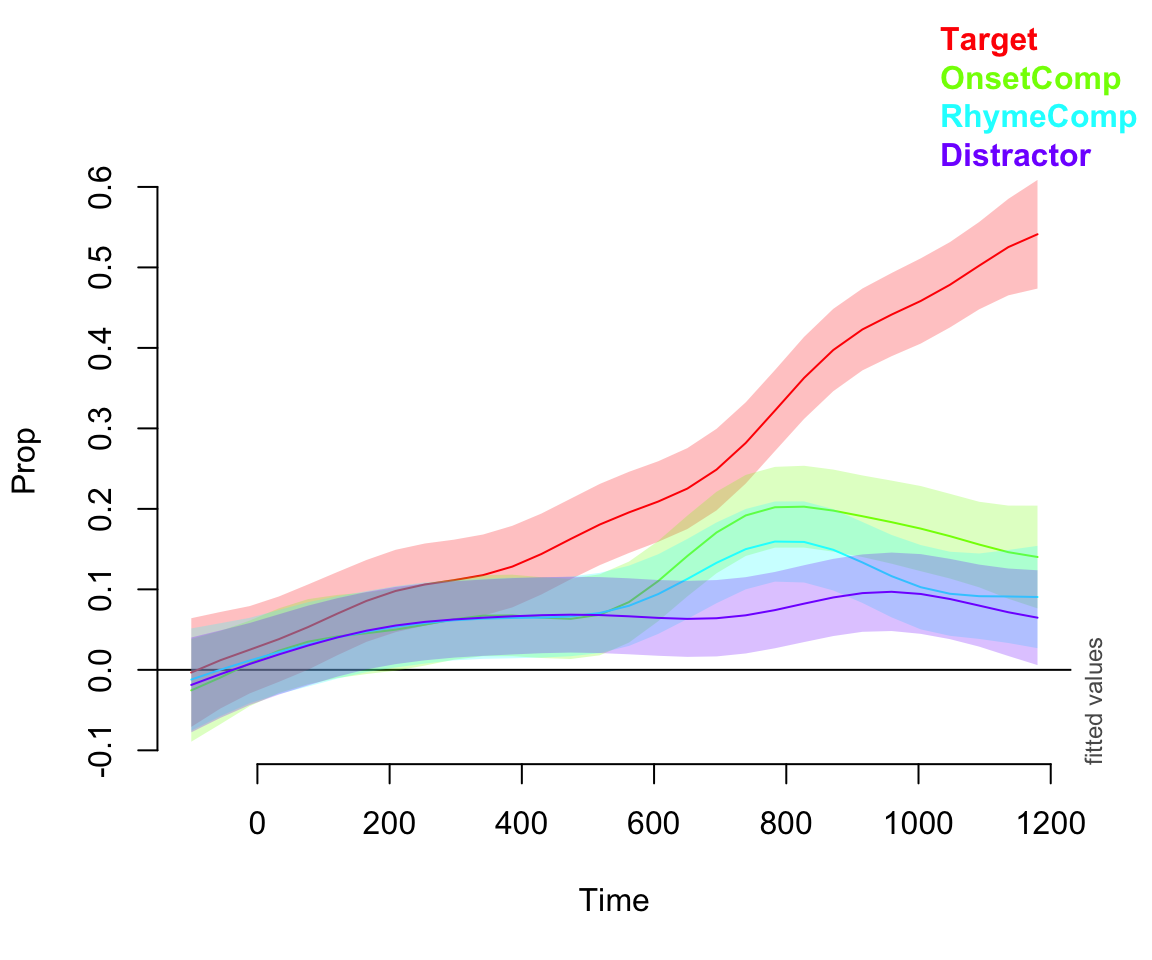 Target
OnsetComp
RhymeComp
Distractor
0.6
0.5
0.4
0.3
0.2
0.1
0.0
-0.1
Prop
fitted values
0 200 400 600 800 1000 1200
Time